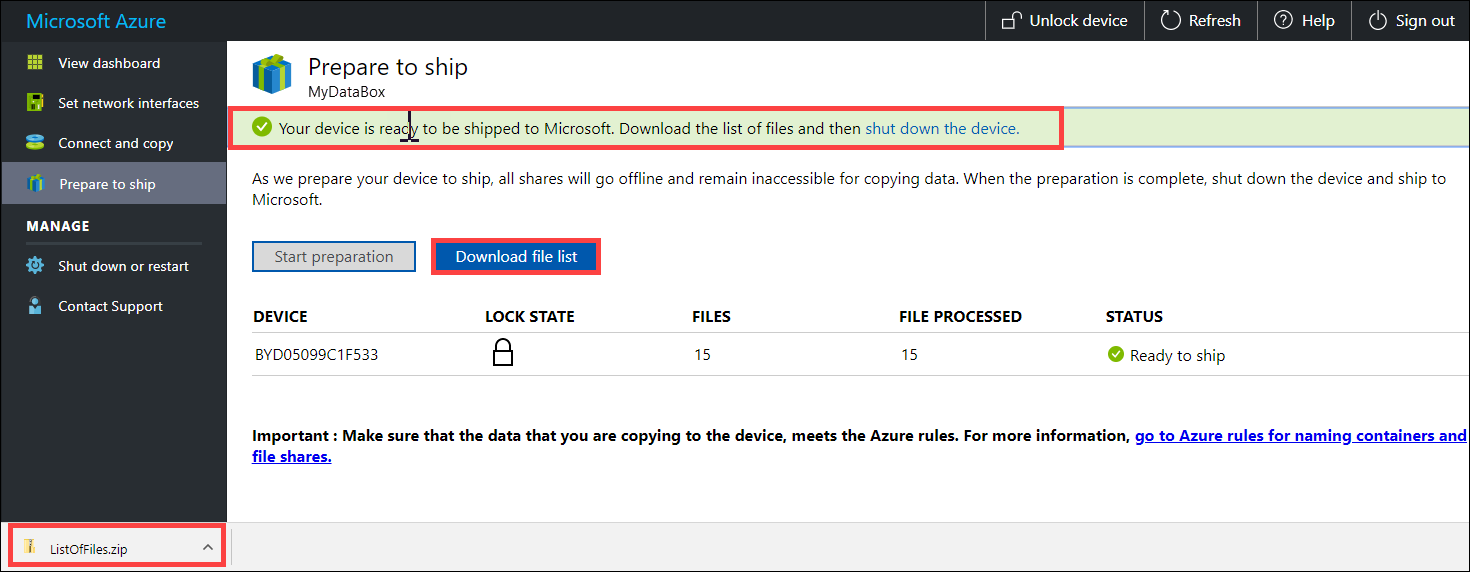 Microsoft Azure
Unlock device
Refresh
Help
Sign out
View dashboard
Set network interfaces
Connect and copy
Prepare to ship
MANAGE
Shut down or restart
Contact Support
Prepare to ship
MyDataBox
Your device is ready to be shipped to Microsoft. Download the list of files and then shut down the device.
As we prepare your device to ship, all shares will go offline and remain inaccessible for copying data. When the preparation is complete, shut down the device and ship to
Microsoft.
Start preparation
Download file list
DEVICE LOCK STATE FILES FILE PROCESSED STATUS
BYD05099C1F533 15 15 Ready to ship
Important : Make sure that the data that you are copying to the device, meets the Azure rules. For more information, go to Azure rules for naming containers and
file shares.
ListOfFiles.zip